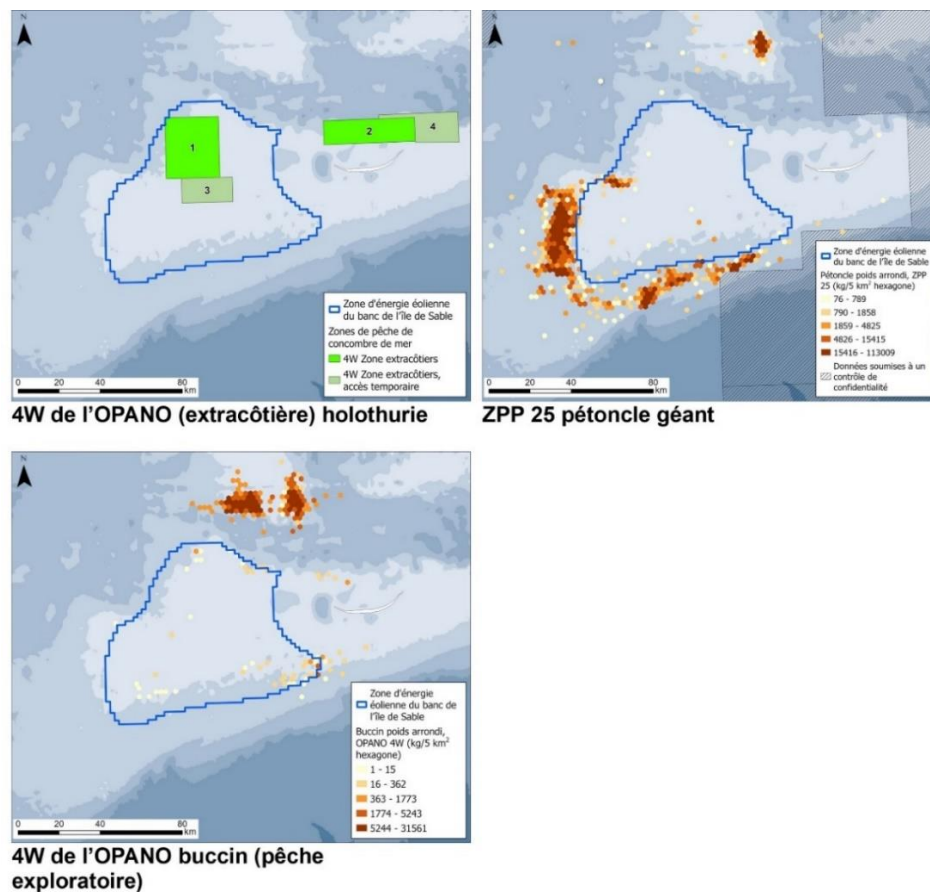 N
1
2
4
3
Zone d'énergie éolienne
du banc de l'île de Sable
Zones de pêche de
concombre de mer
4W Zone extracôtiers
4W Zone extracôtiers,
accès temporaire
0 20 40 80
km
4W de l'OPANO (extracôtière) holothurie
N
Zone d'énergie éolienne
du banc de l'île de Sable
Pétoncle poids arrondi, ZPP
25 (kg/5 km² hexagone)
76 - 789
790 - 1858
1859 - 4825
4826 - 15415
15416 - 113009
Données soumises à un
contrôle de
confidentialité
0 20 40 80
km
ZPP 25 pétoncle géant
N
Zone d'énergie
éolienne du banc de
l'île de Sable
Buccin poids arrondi,
OPANO 4W (kg/5 km²
hexagone)
1 - 15
16 - 362
363 - 1773
1774 - 5243
5244 - 31561
0 20 40 80
km
4W de l'OPANO buccin (pêche
exploratoire)